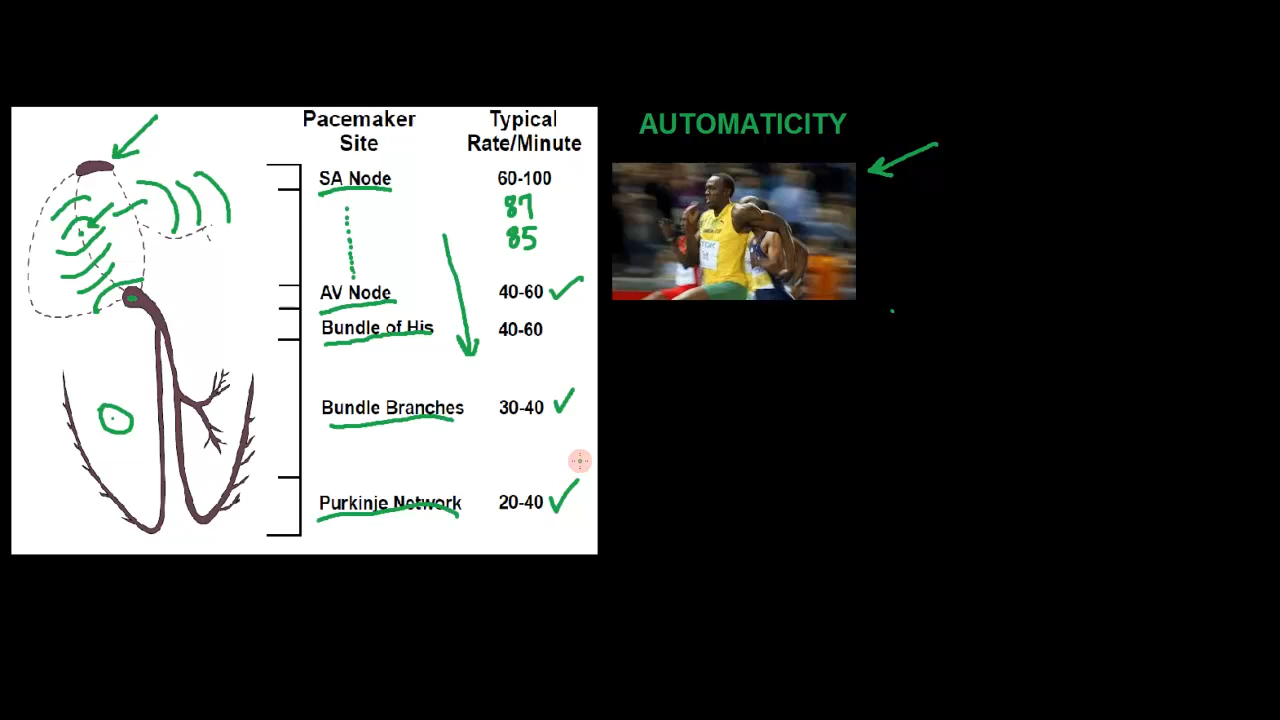 Pacemaker Site
Typical Rate/Minute
SA Node 60-100
87
85
AV Node 40-60
Bundle of His 40-60
Bundle Branches 30-40
Purkinje Network 20-40
AUTOMATICITY